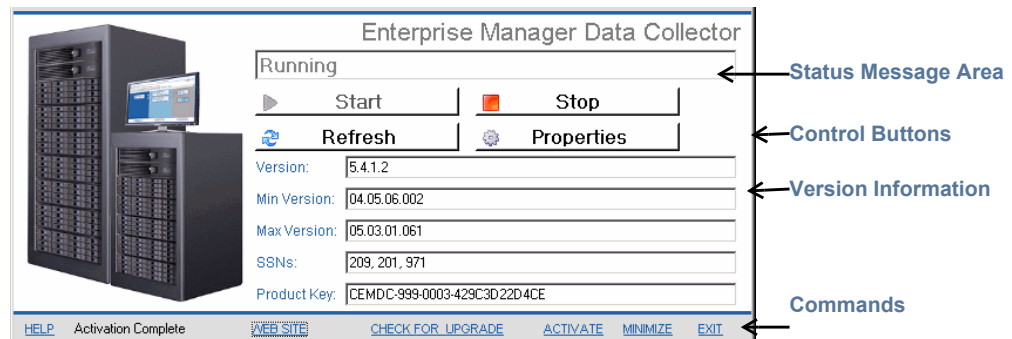 Enterprise Manager Data Collector
Running
Status Message Area
Start
Stop
Refresh
Properties
Control Buttons
Version: 5.4.1.2
Version Information
Min Version: 04.05.06.002
Max Version: 05.03.01.061
SSNs: 209, 201, 971
Product Key: CEMDC-999-0003-429C3D22D4CE
Commands
HELP Activation Complete WEB SITE CHECK FOR UPGRADE ACTIVATE MINIMIZE EXIT